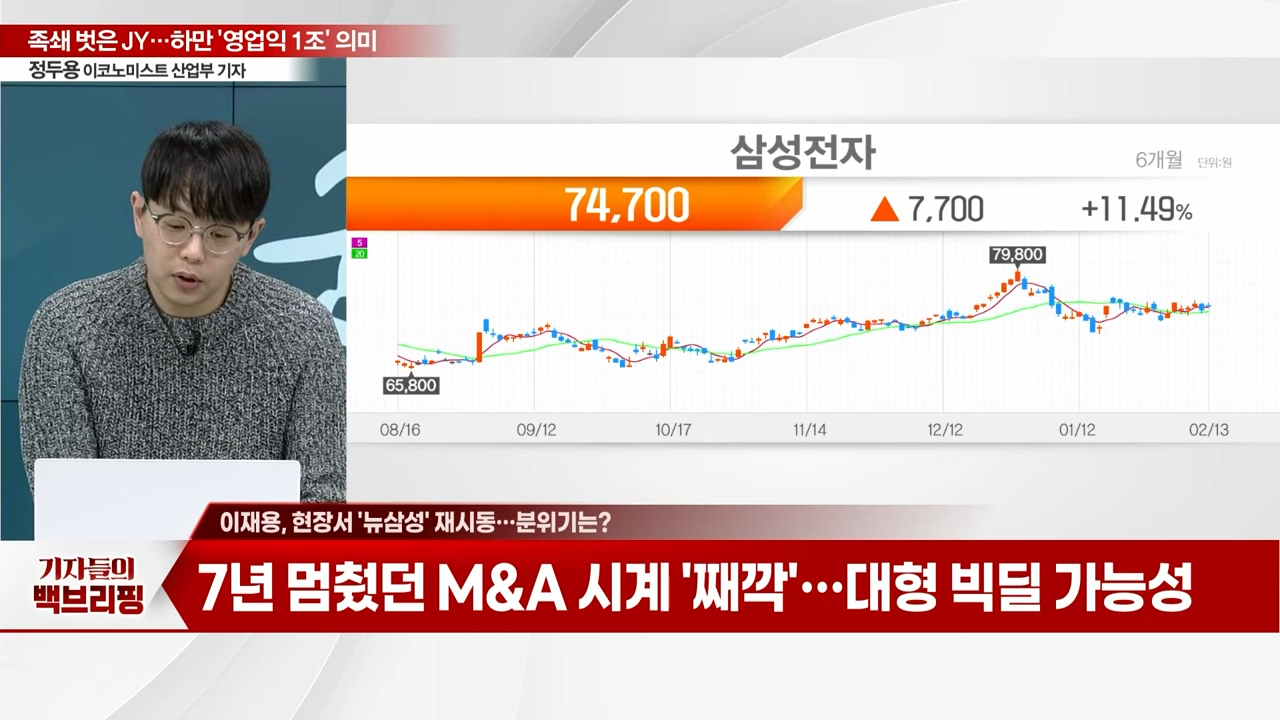 족쇄 벗은 JY…하만 '영업익 1조' 의미
정두용 이코노미스트 산업부 기자
삼성전자
6개월 단위:원
74,700 ▲ 7,700 +11.49%
5
20
79,800
65,800
08/16 09/12 10/17 11/14 12/12 01/12 02/13
이재용, 현장서 '뉴삼성' 재시동…분위기는?
기자들의
백브리핑
7년 멈췄던 M&A 시계 '째깍'…대형 빅딜 가능성